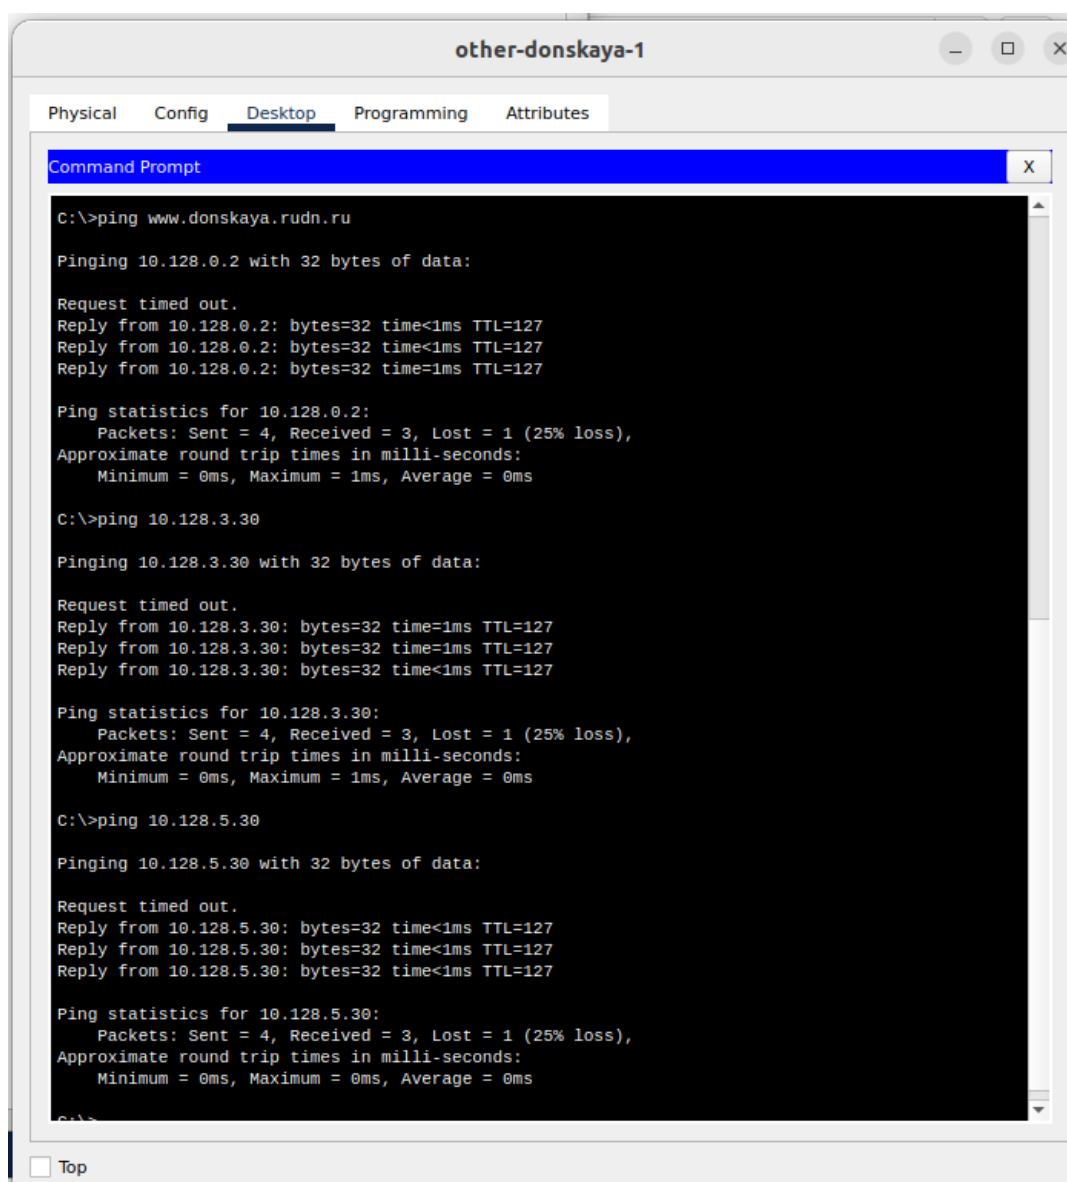 other-donskaya-1
Physical Config Desktop Programming Attributes
Command Prompt X
C:\>ping www.donskaya.rudn.ru
Pinging 10.128.0.2 with 32 bytes of data:
Request timed out.
Reply from 10.128.0.2: bytes=32 time<1ms TTL=127
Reply from 10.128.0.2: bytes=32 time<1ms TTL=127
Reply from 10.128.0.2: bytes=32 time=1ms TTL=127
Ping statistics for 10.128.0.2:
Packets: Sent = 4, Received = 3, Lost = 1 (25% loss),
Approximate round trip times in milli-seconds:
Minimum = 0ms, Maximum = 1ms, Average = 0ms
C:\>ping 10.128.3.30
Pinging 10.128.3.30 with 32 bytes of data:
Request timed out.
Reply from 10.128.3.30: bytes=32 time=1ms TTL=127
Reply from 10.128.3.30: bytes=32 time=1ms TTL=127
Reply from 10.128.3.30: bytes=32 time<1ms TTL=127
Ping statistics for 10.128.3.30:
Packets: Sent = 4, Received = 3, Lost = 1 (25% loss),
Approximate round trip times in milli-seconds:
Minimum = 0ms, Maximum = 1ms, Average = 0ms
C:\>ping 10.128.5.30
Pinging 10.128.5.30 with 32 bytes of data:
Request timed out.
Reply from 10.128.5.30: bytes=32 time<1ms TTL=127
Reply from 10.128.5.30: bytes=32 time<1ms TTL=127
Reply from 10.128.5.30: bytes=32 time<1ms TTL=127
Ping statistics for 10.128.5.30:
Packets: Sent = 4, Received = 3, Lost = 1 (25% loss),
Approximate round trip times in milli-seconds:
Minimum = 0ms, Maximum = 0ms, Average = 0ms
C:\>
Top